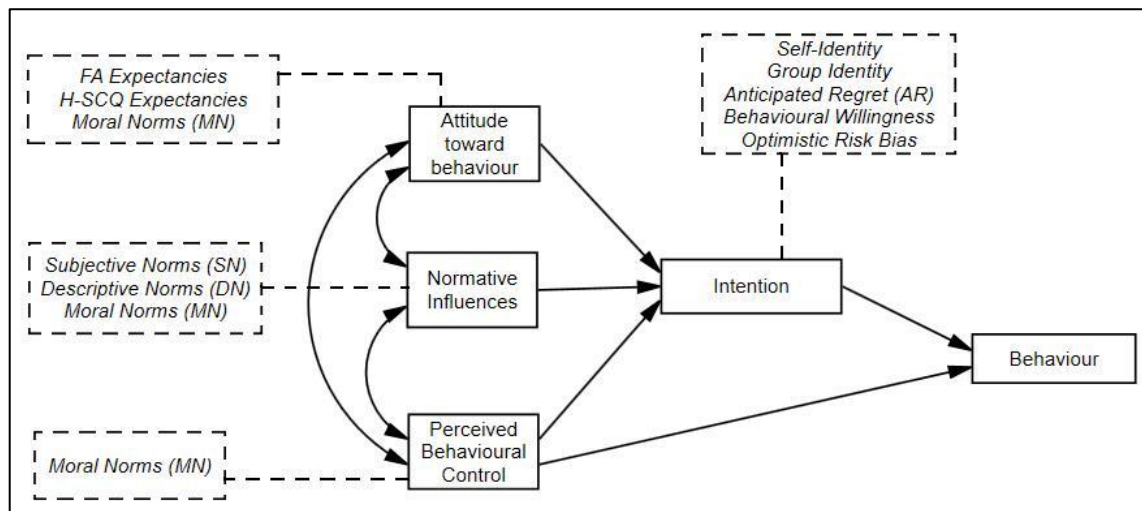 FA Expectancies
H-SCQ Expectancies
Moral Norms (MN)
Attitude
toward
behaviour
Self-Identity
Group Identity
Anticipated Regret (AR)
Behavioural Willingness
Optimistic Risk Bias
Subjective Norms (SN)
Descriptive Norms (DN)
Moral Norms (MN)
Normative
Influences
Intention
Behaviour
Moral Norms (MN)
Perceived
Behavioural
Control